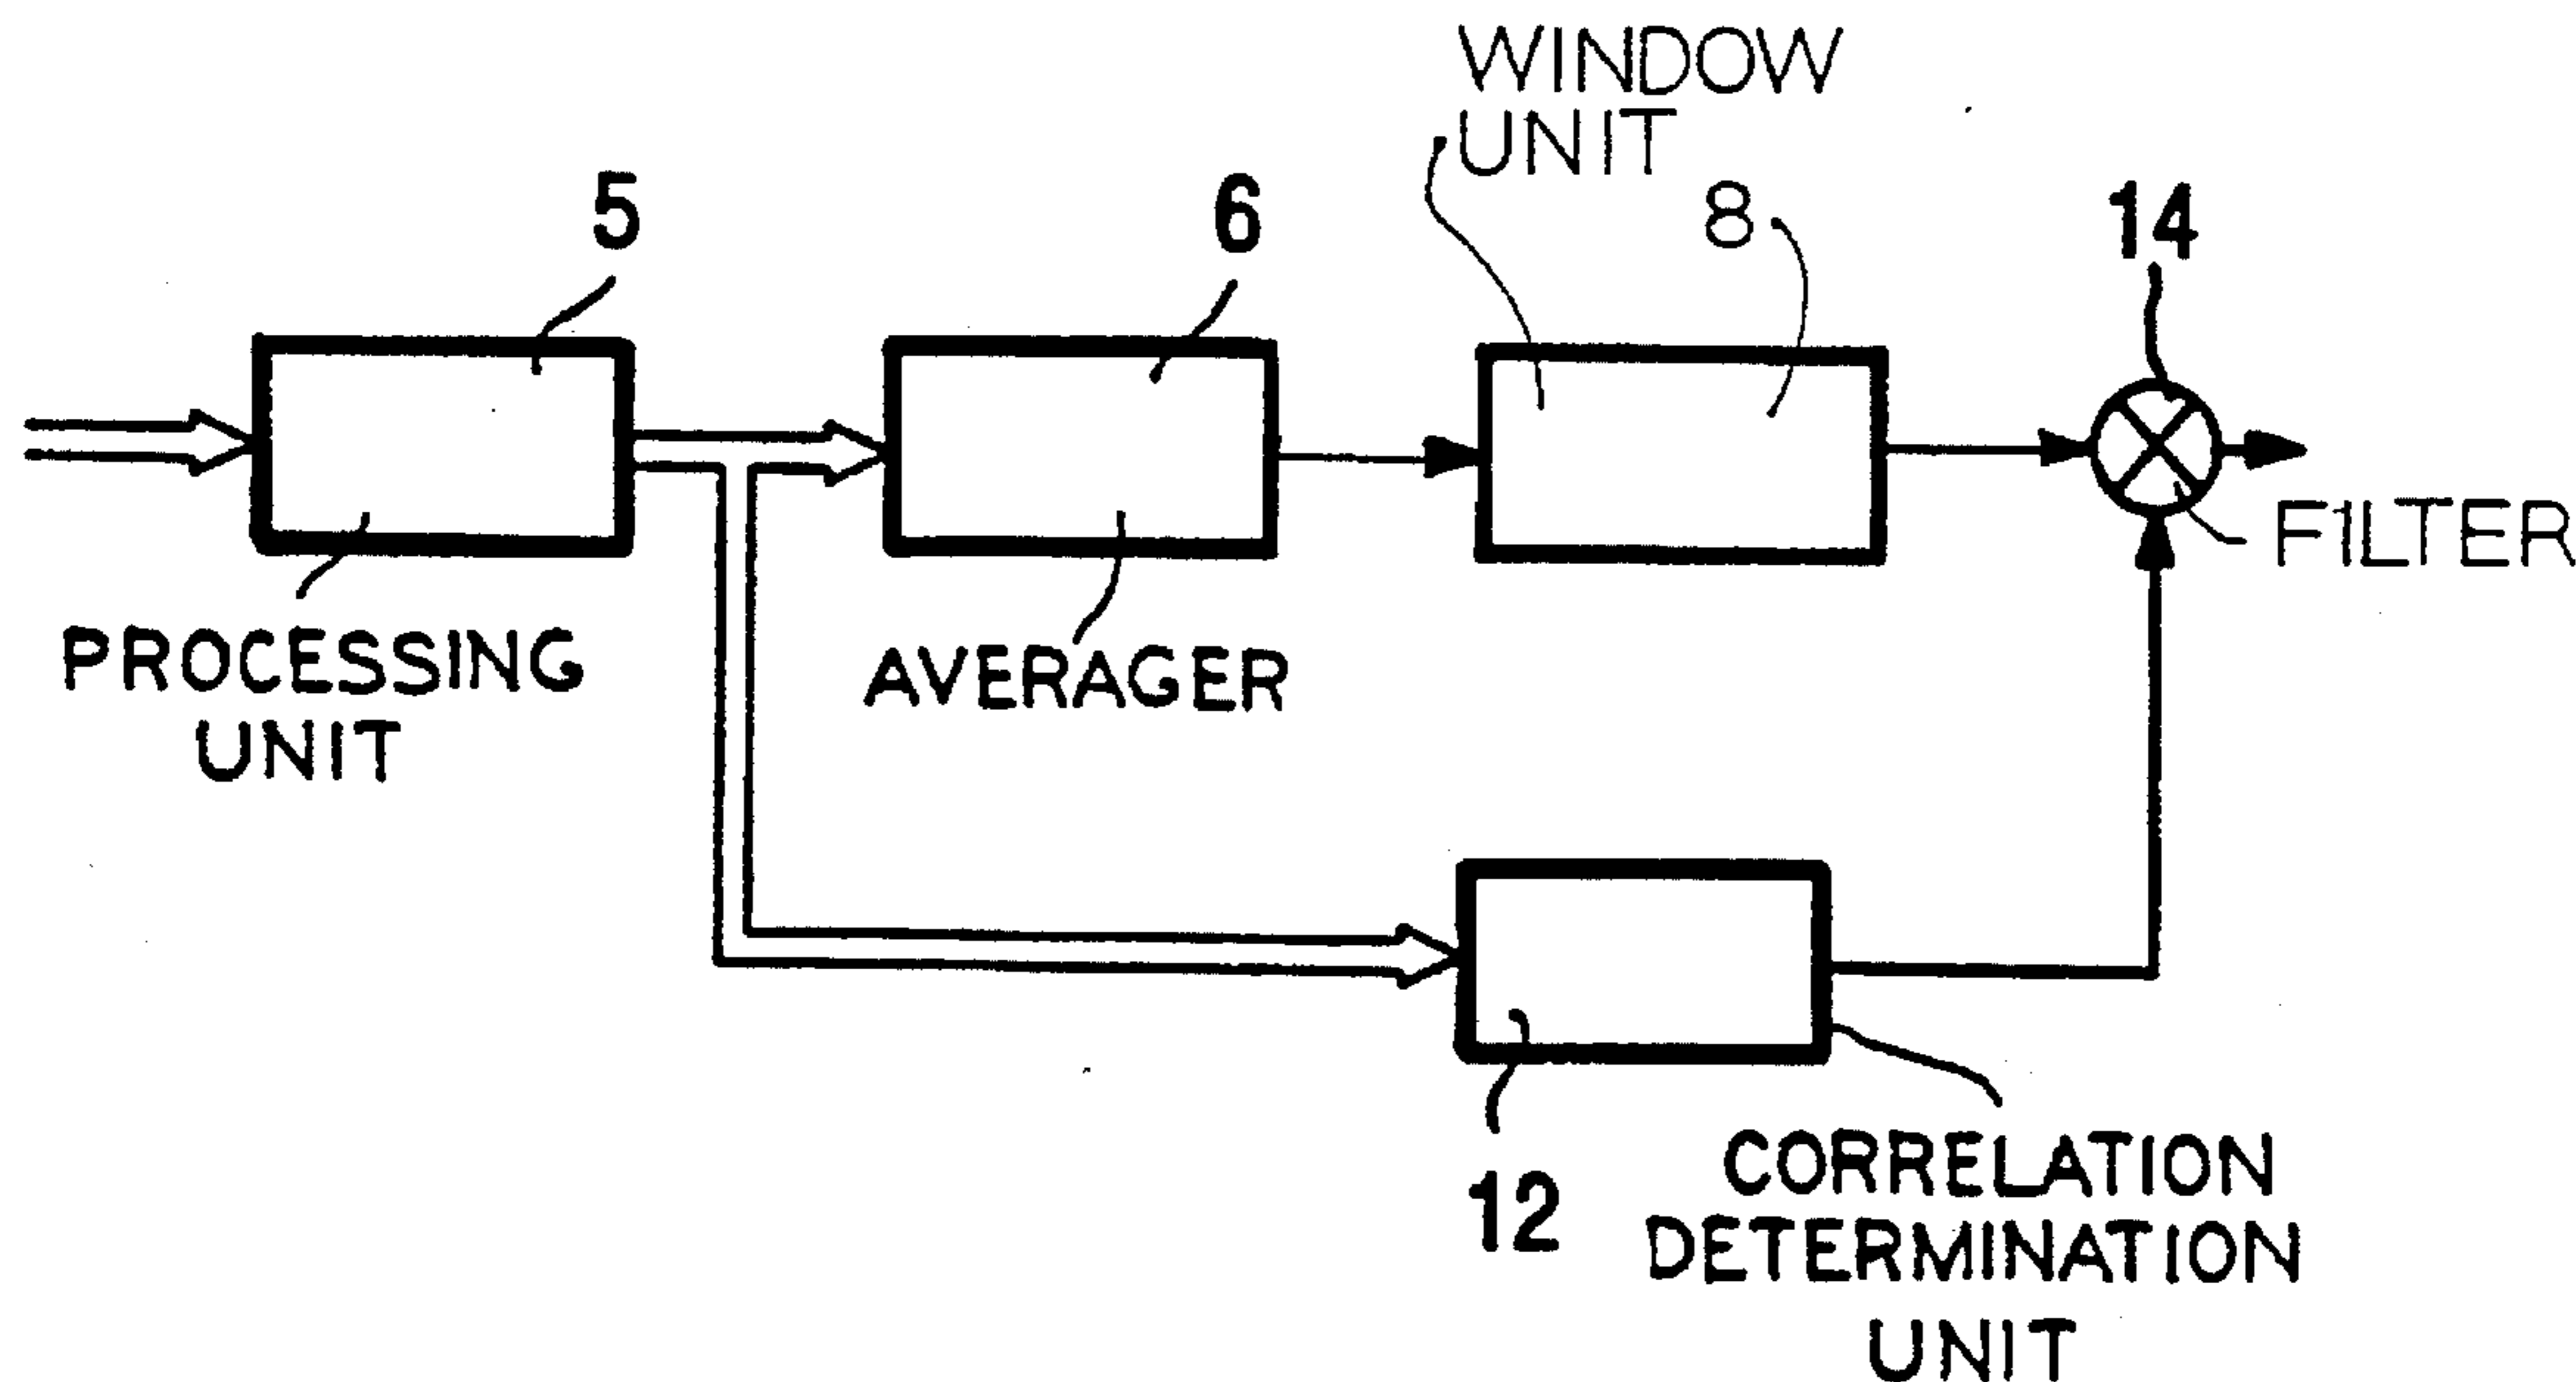 WINDOW
UNIT
5
6
8
14
FILTER
PROCESSING
UNIT
AVERAGER
12
CORRELATION
DETERMINATION
UNIT